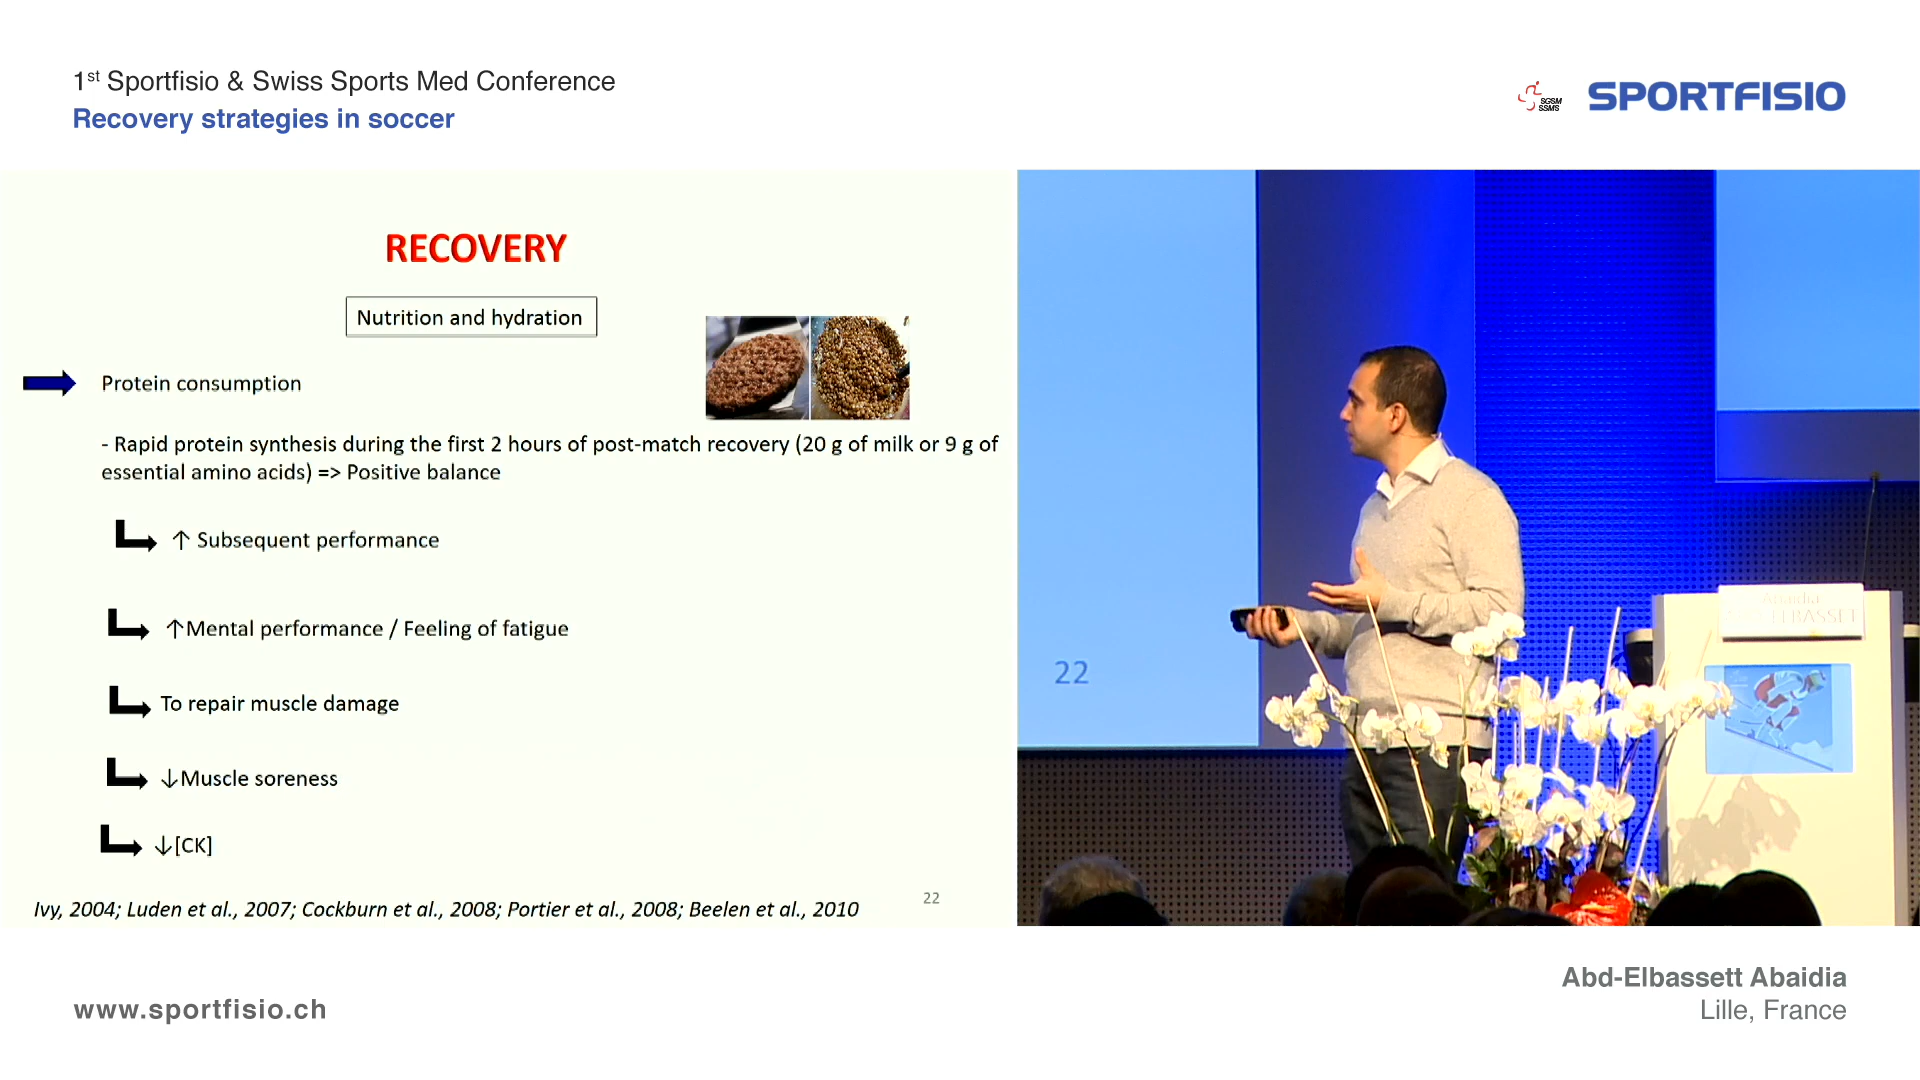 1st Sportfisio & Swiss Sports Med Conference
Recovery strategies in soccer
SGSM
SSMS
SPORTFISIO
RECOVERY
Nutrition and hydration
Protein consumption
- Rapid protein synthesis during the first 2 hours of post-match recovery (20 g of milk or 9 g of
essential amino acids) => Positive balance
↑ Subsequent performance
↑Mental performance / Feeling of fatigue
To repair muscle damage
↓Muscle soreness
↓[CK]
Ivy, 2004; Luden et al., 2007; Cockburn et al., 2008; Portier et al., 2008; Beelen et al., 2010
22
22
Abaidia
Abd-Elbassett Abaidia
Lille, France
www.sportfisio.ch